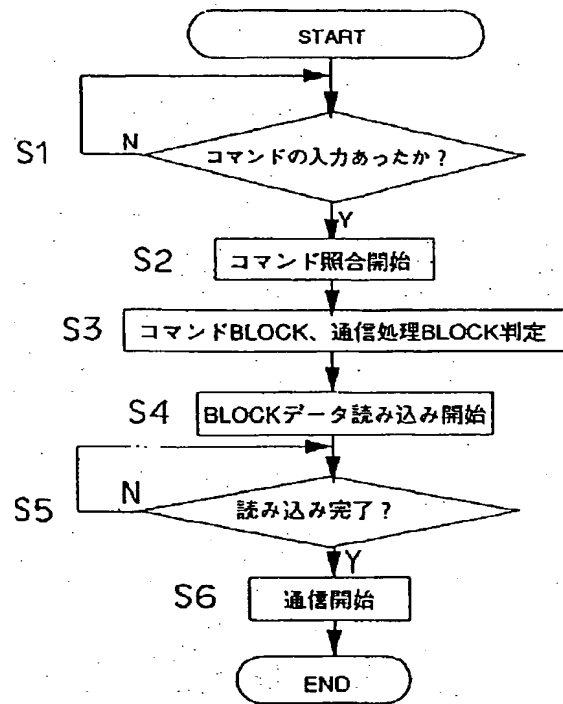 START
S1
N
コマンドの入力あったか？
Y
S2
コマンド照合開始
S3
コマンドBLOCK、通信処理BLOCK判定
S4
BLOCKデータ読み込み開始
S5
N
読み込み完了？
Y
S6
通信開始
END